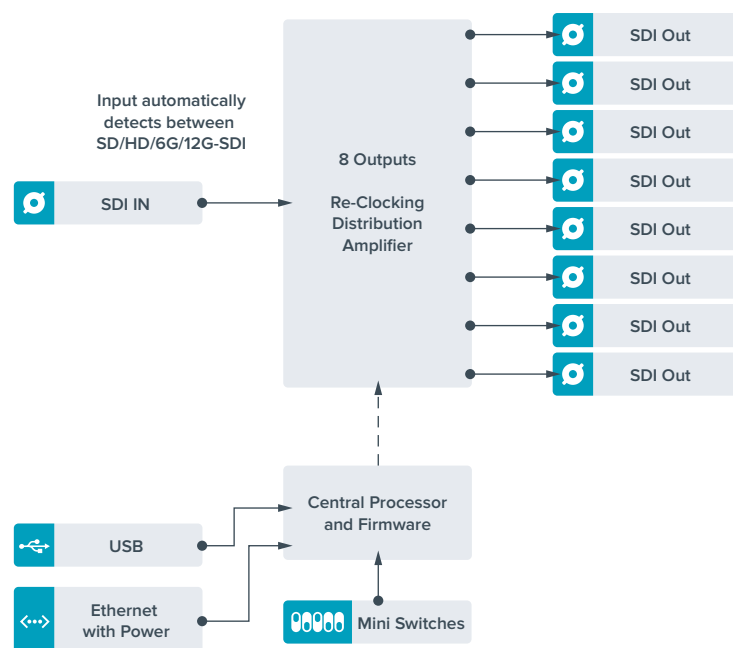 Input automatically
detects between
SD/HD/6G/12G-SDI
SDI IN
8 Outputs
Re-Clocking
Distribution
Amplifier
SDI Out
SDI Out
SDI Out
SDI Out
SDI Out
SDI Out
SDI Out
SDI Out
Central Processor
and Firmware
USB
Ethernet
with Power
Mini Switches